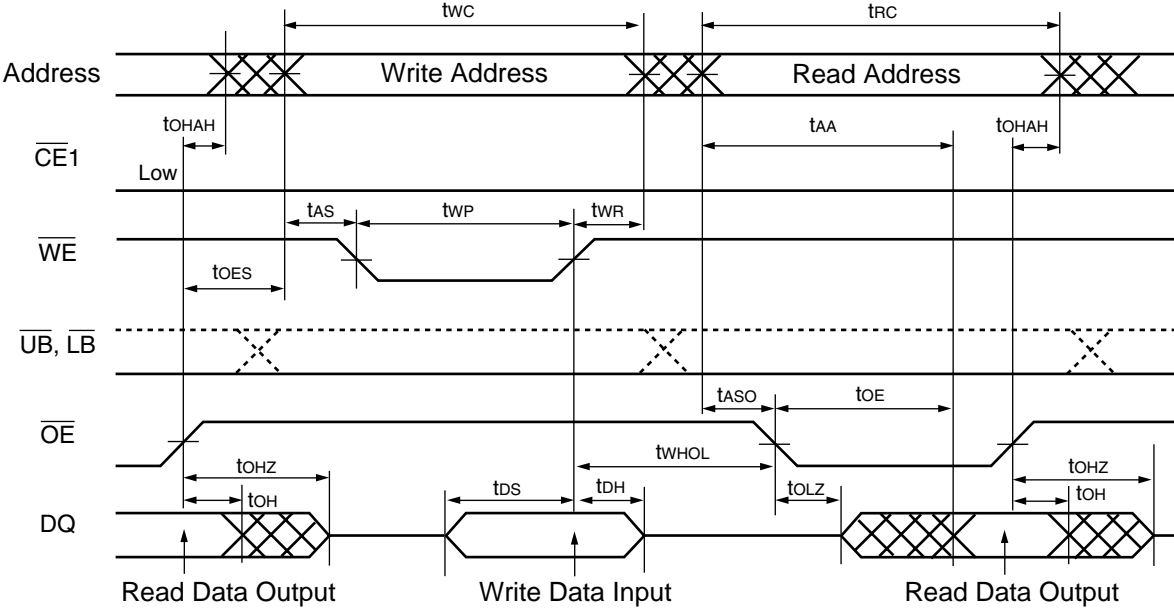 tWC
tRC
Address
Write Address
Read Address
tOHAH
tAA
tOHAH
CE1
Low
tAS
tWP
tWR
WE
tOES
UB, LB
tASO
tOE
OE
tWHOL
tOHZ
tOHZ
tDS
tDH
tOLZ
tOH
tOH
DQ
Read Data Output
Write Data Input
Read Data Output